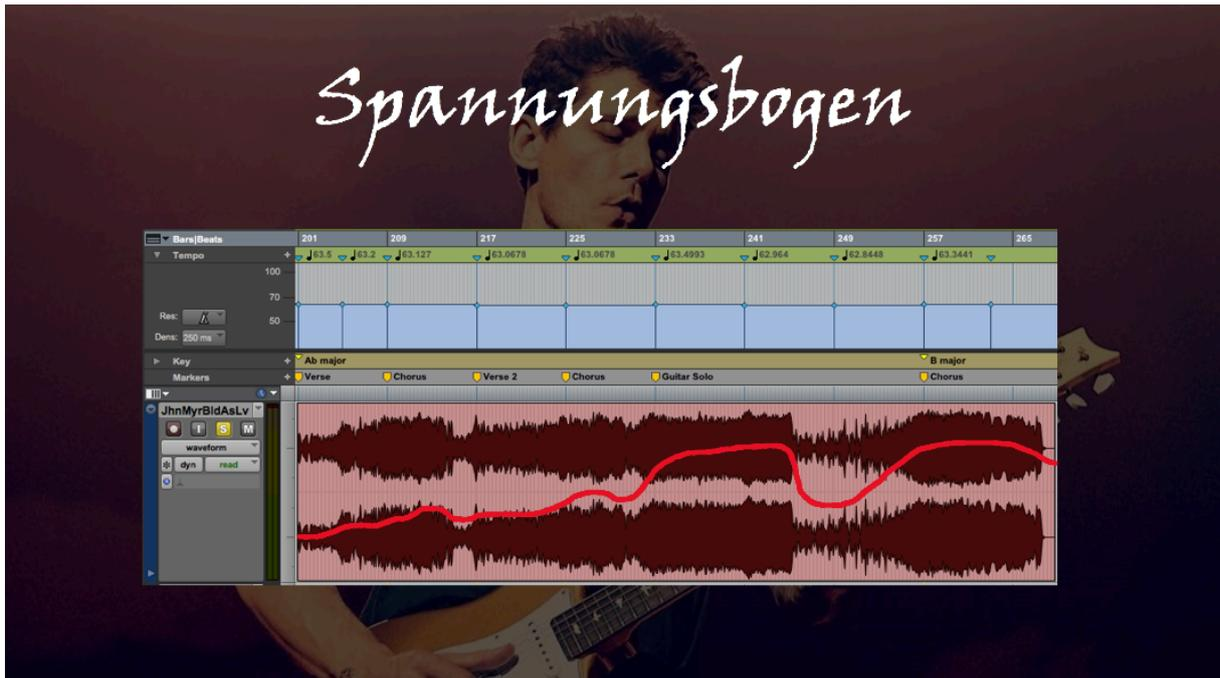 Spannungsbogen
Bars|Beats 201 209 217 225 233 241 249 257 265
Tempo + 63.5 63.2 63.127 63.0678 63.0678 63.4993 62.964 62.8448 63.3441
100
70
Res:
50
Dens: 250 ms
Key + Ab major B major
Markers + Verse Chorus Verse 2 Chorus Guitar Solo Chorus
JhnMyrBldAsLv
I S M
waveform
dyn read